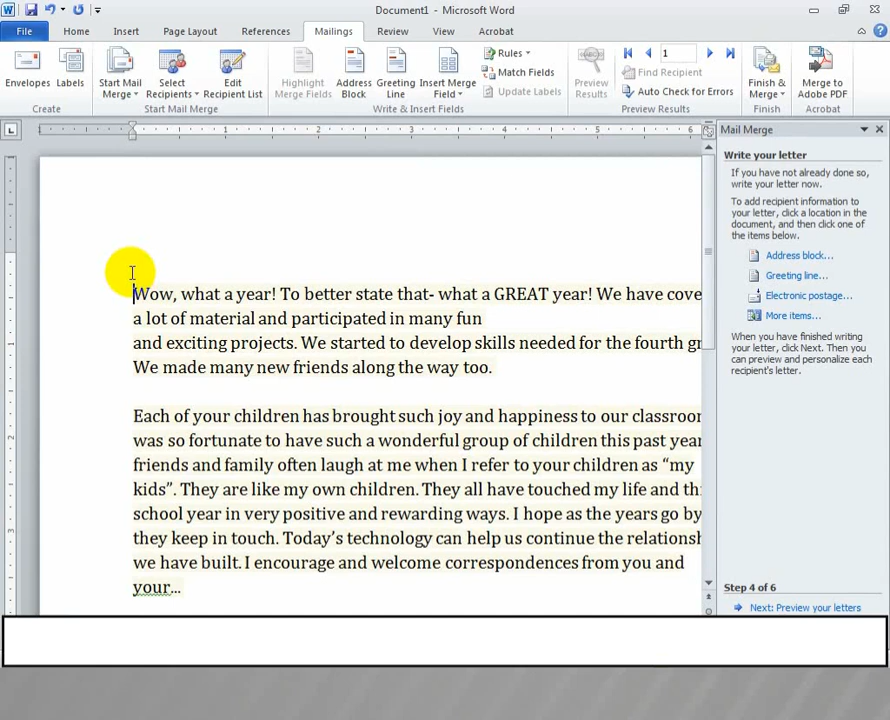 Document1 - Microsoft Word
File Home Insert Page Layout References Mailings Review View Acrobat
Envelopes Labels
Create
Start Mail Merge Select Recipients Edit Recipient List
Start Mail Merge
Highlight Merge Fields Address Block Greeting Line Insert Merge Field
Rules
Match Fields
Update Labels
Write & Insert Fields
Preview Results
1
Find Recipient
Auto Check for Errors
Preview Results
Finish & Merge
Finish
Merge to Adobe PDF
Acrobat
1 2 3 4 5 6
Wow, what a year! To better state that- what a GREAT year! We have cove
a lot of material and participated in many fun
and exciting projects. We started to develop skills needed for the fourth gr
We made many new friends along the way too.
Each of your children has brought such joy and happiness to our classroom
was so fortunate to have such a wonderful group of children this past year
friends and family often laugh at me when I refer to your children as “my
kids”. They are like my own children. They all have touched my life and thi
school year in very positive and rewarding ways. I hope as the years go by
they keep in touch. Today’s technology can help us continue the relationsh
we have built. I encourage and welcome correspondences from you and
your...
1
2
3
Mail Merge
Write your letter
If you have not already done so,
write your letter now.
To add recipient information to
your letter, click a location in the
document, and then click one of
the items below.
Address block...
Greeting line...
Electronic postage...
More items...
When you have finished writing
your letter, click Next. Then you
can preview and personalize each
recipient's letter.
Step 4 of 6
Next: Preview your letters